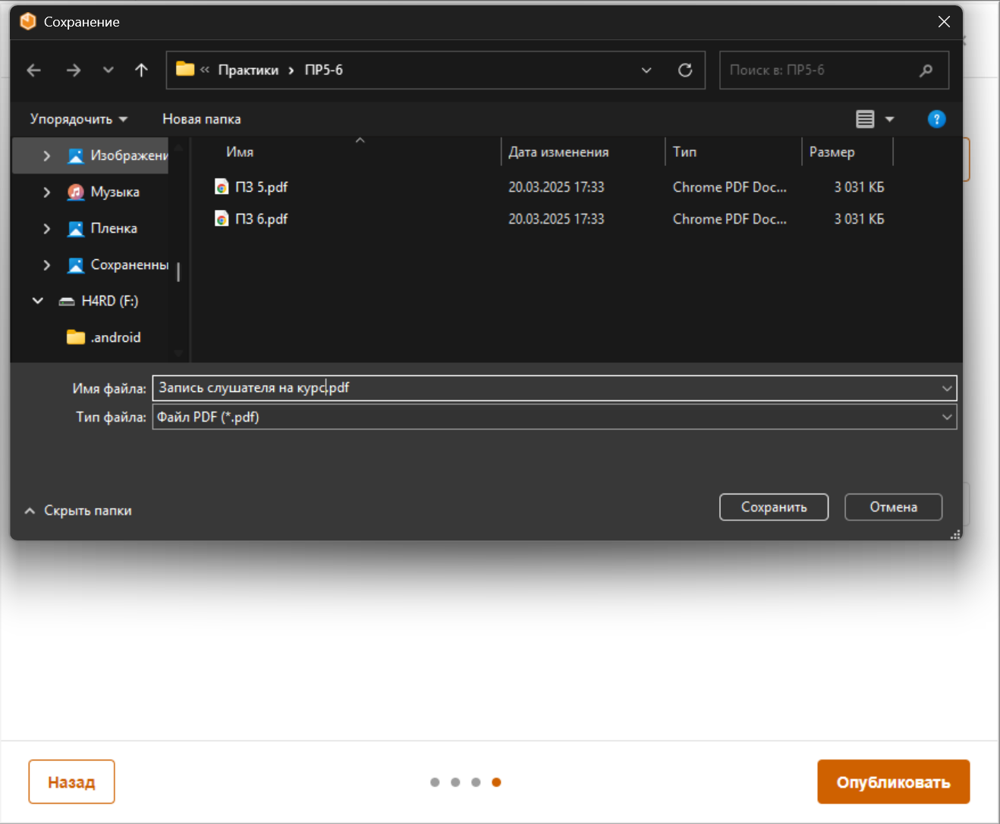 Сохранение
« Практики › ПР5-6
Поиск в: ПР5-6
Упорядочить
Новая папка
?
Имя
Дата изменения
Тип
Размер
Изображени
Музыка
Пленка
Сохраненны
H4RD (F:)
.android
ПЗ 5.pdf 20.03.2025 17:33 Chrome PDF Doc... 3 031 КБ
ПЗ 6.pdf 20.03.2025 17:33 Chrome PDF Doc... 3 031 КБ
Имя файла: Запись слушателя на курс.pdf
Тип файла: Файл PDF (*.pdf)
Скрыть папки
Сохранить
Отмена
Назад
Опубликовать